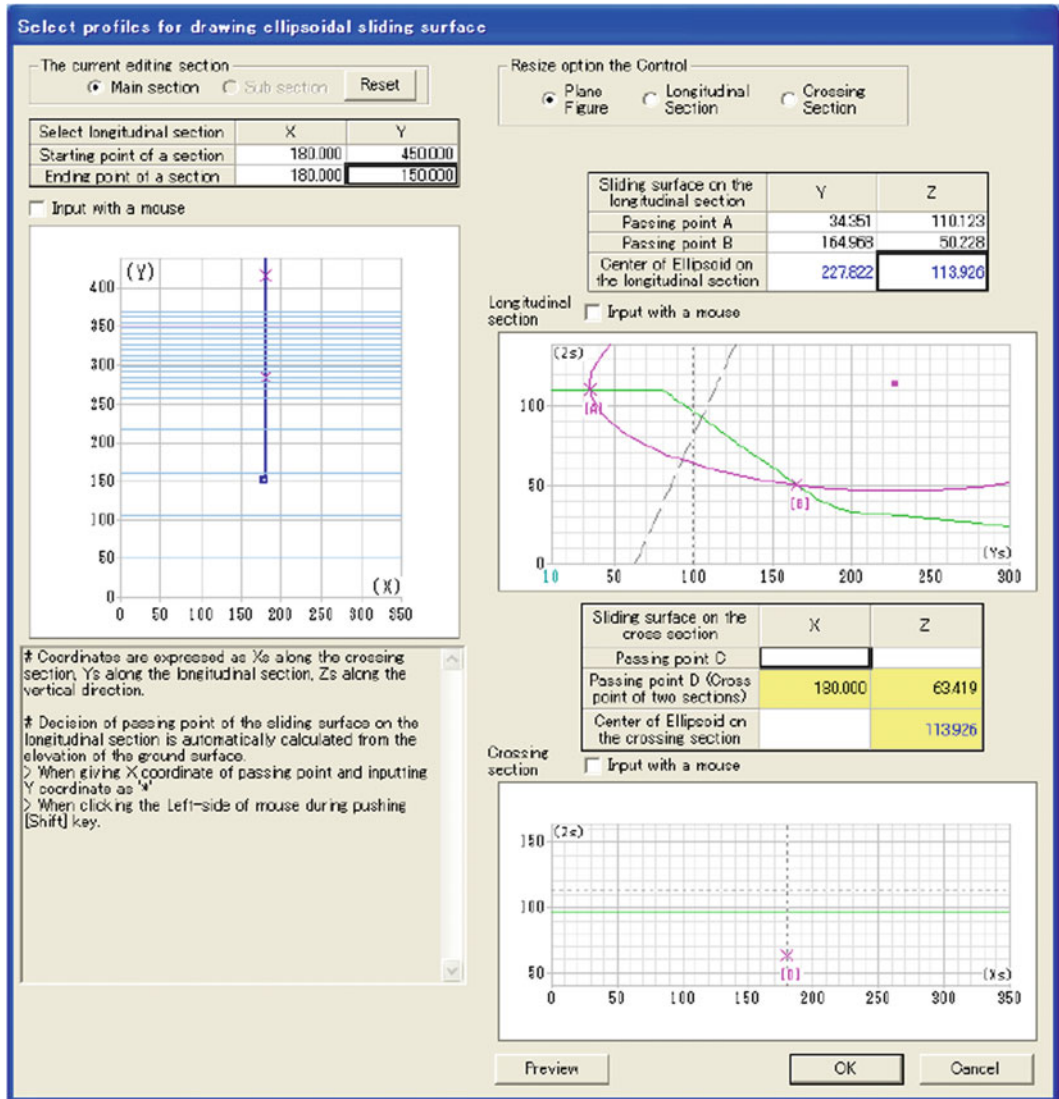 Select profiles for drawing ellipsoidal sliding surface
The current editing section
Main section Sub section Reset
Select longitudinal section X Y
Starting point of a section 180.000 450.000
Ending point of a section 180.000 150.000
Input with a mouse
(Y)
400
350
300
250
200
150
100
50
0
(X)
0 50 100 150 180 250 300 350
# Coordinates are expressed as Xs along the crossing
section, Ys along the longitudinal section, Zs along the
vertical direction.
# Decision of passing point of the sliding surface on the
longitudinal section is automatically calculated from the
elevation of the ground surface.
> When giving X coordinate of passing point and inputting
Y coordinate as '*'
> When clicking the Left-side of mouse during pushing
[Shift] key.
Resize option the Control
Plane
Figure
Longitudinal
Section
Crossing
Section
Sliding surface on the
longitudinal section Y Z
Passing point A 34.351 110.123
Passing point B 164.968 50.228
Center of Ellipsoid on
the longitudinal section 227.822 113.926
Longitudinal
section
Input with a mouse
(Zs)
100
50
0
[A]
[B]
(Ys)
10 50 100 150 200 250 300
Sliding surface on the
cross section X Z
Passing point C
Passing point D (Cross
point of two sections) 180.000 63.419
Center of Ellipsoid on
the crossing section 113.926
Crossing
section
Input with a mouse
(Zs)
150
100
50
[D]
(Xs)
0 50 100 150 200 250 300 350
Preview OK Cancel